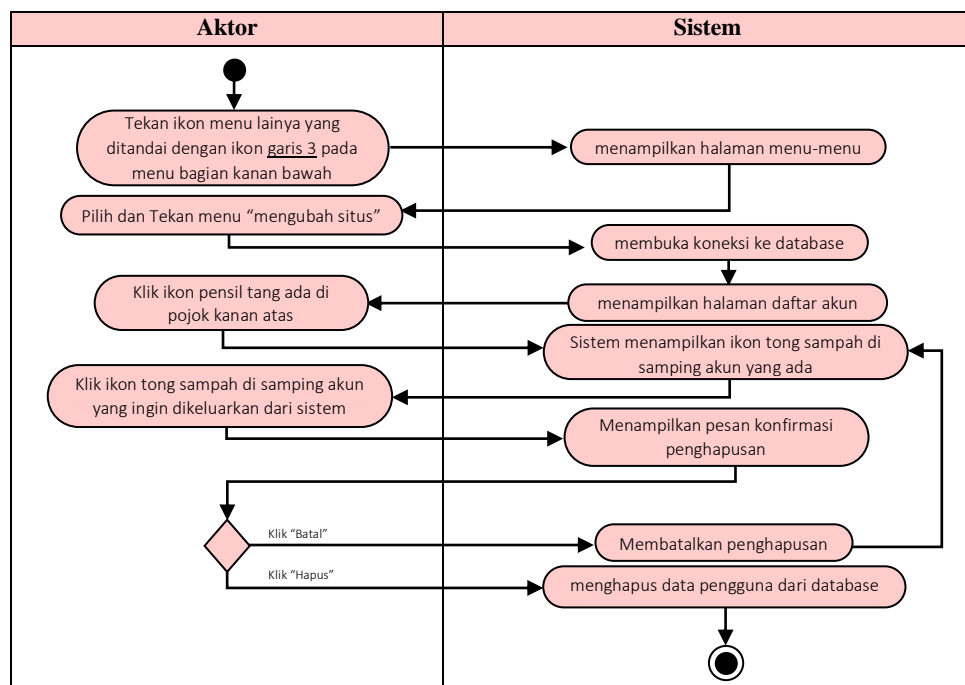 Aktor
Sistem
Tekan ikon menu lainya yang
ditandai dengan ikon garis 3 pada
menu bagian kanan bawah
menampilkan halaman menu-menu
Pilih dan Tekan menu “mengubah situs”
membuka koneksi ke database
Klik ikon pensil tang ada di
pojok kanan atas
menampilkan halaman daftar akun
Sistem menampilkan ikon tong sampah di
samping akun yang ada
Klik ikon tong sampah di samping akun
yang ingin dikeluarkan dari sistem
Menampilkan pesan konfirmasi
penghapusan
Klik “Batal”
Membatalkan penghapusan
Klik “Hapus”
menghapus data pengguna dari database